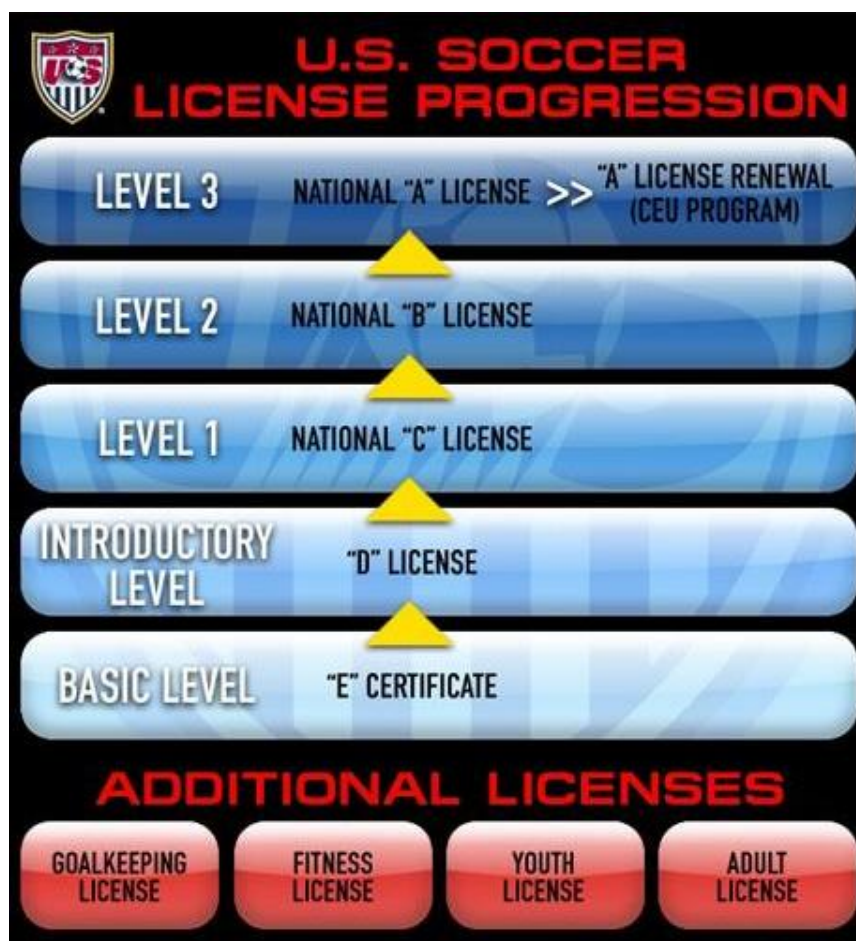 US
U.S. SOCCER
LICENSE PROGRESSION
LEVEL 3
NATIONAL "A" LICENSE >> "A" LICENSE RENEWAL
(CEU PROGRAM)
LEVEL 2
NATIONAL "B" LICENSE
LEVEL 1
NATIONAL "C" LICENSE
INTRODUCTORY
LEVEL
"D" LICENSE
BASIC LEVEL
"E" CERTIFICATE
ADDITIONAL LICENSES
GOALKEEPING
LICENSE
FITNESS
LICENSE
YOUTH
LICENSE
ADULT
LICENSE